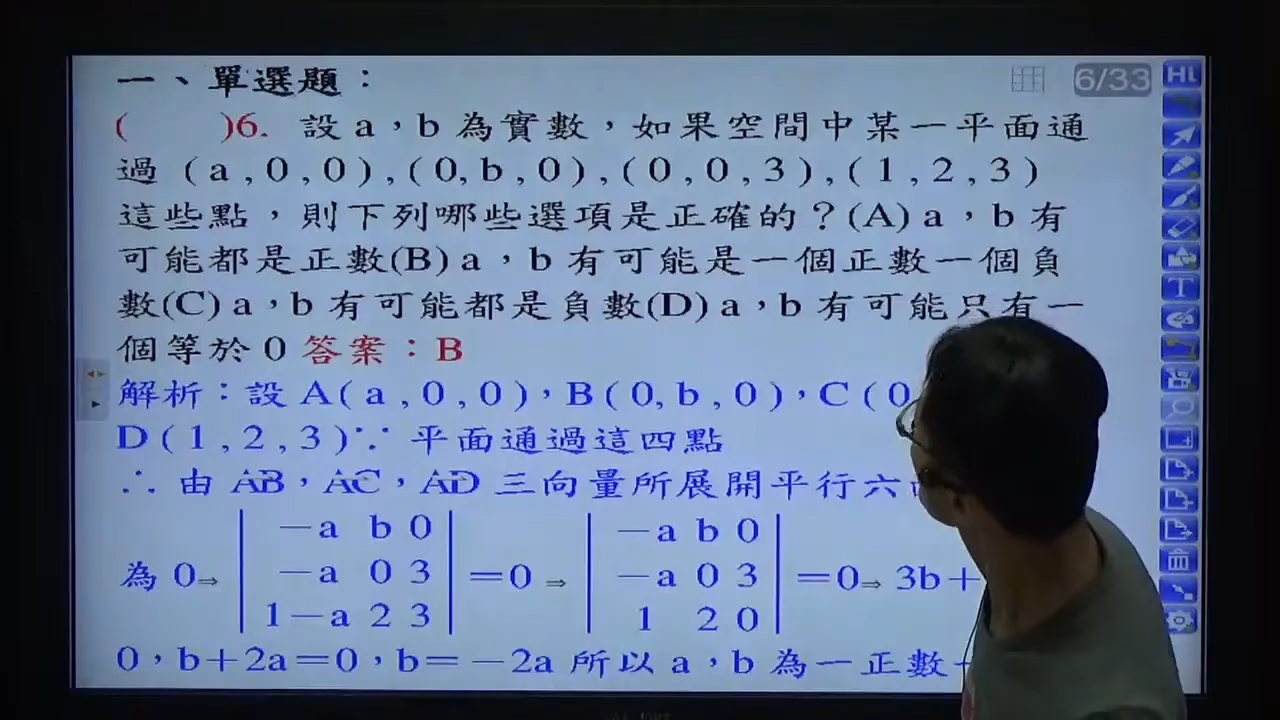 一、單選題：
6/33
( )6. 設 a，b 為實數，如果空間中某一平面通
過 (a,0,0),(0,b,0),(0,0,3),(1,2,3)
這些點，則下列哪些選項是正確的？(A) a，b 有
可能都是正數(B) a，b 有可能是一個正數一個負
數(C) a，b 有可能都是負數(D) a，b 有可能只有一
個等於 0 答案：B
解析：設 A(a,0,0)，B(0,b,0)，C(0
D(1,2,3)∵ 平面通過這四點
∴ 由 AB，AC，AD 三向量所展開平行六
為 0⇒ | −a b 0 | =0 ⇒ | −a b 0 | =0⇒ 3b+
| −a 0 3 | | −a 0 3 |
| 1−a 2 3 | | 1 2 0 |
0，b+2a=0，b=−2a 所以 a，b 為一正數